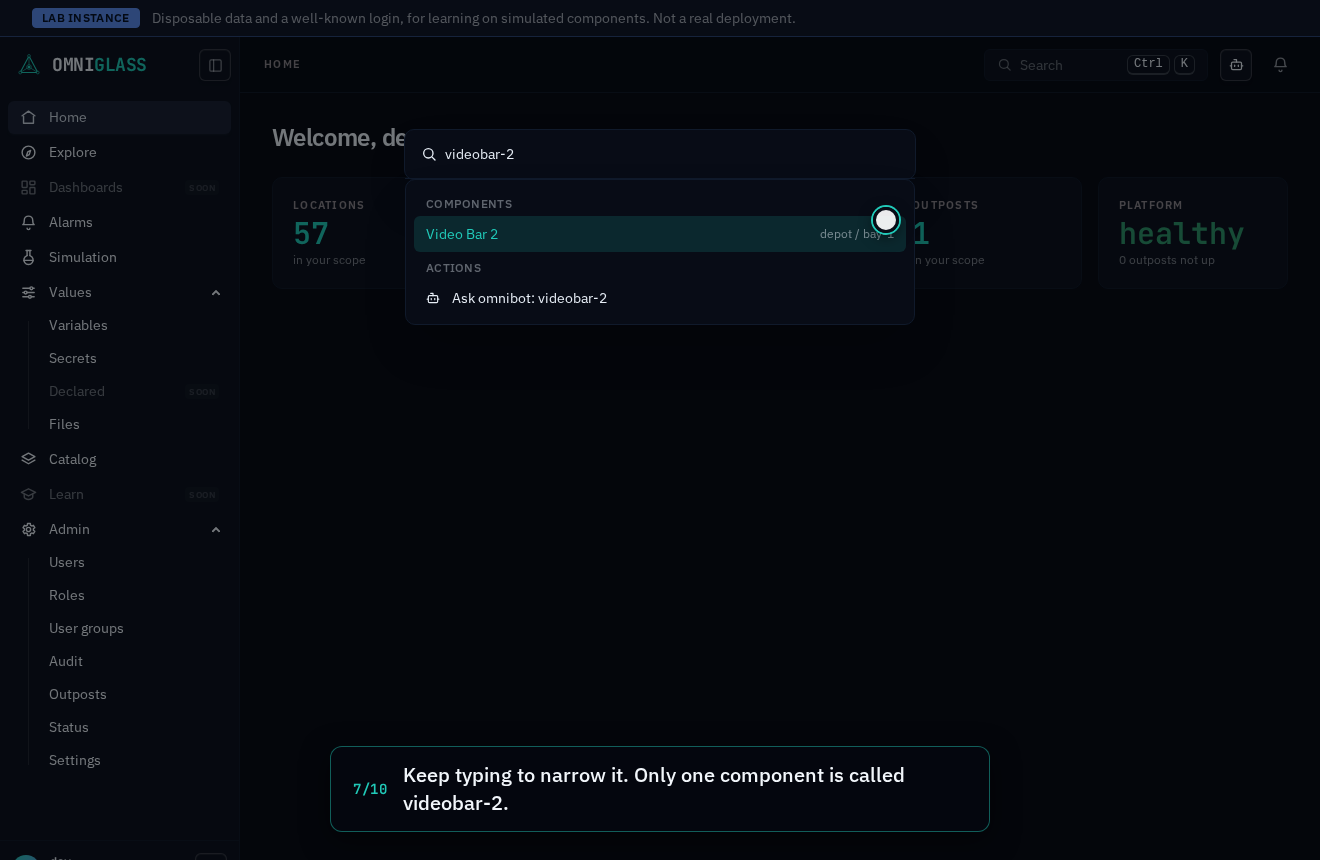 LAB INSTANCE Disposable data and a well-known login, for learning on simulated components. Not a real deployment.
OMNIGLASS
HOME
Search Ctrl K
Home
Explore
Dashboards SOON
Alarms
Simulation
Values
Variables
Secrets
Declared SOON
Files
Catalog
Learn SOON
Admin
Users
Roles
User groups
Audit
Outposts
Status
Settings
Welcome, de
videobar-2
COMPONENTS
Video Bar 2 depot / bay-1
ACTIONS
Ask omnibot: videobar-2
LOCATIONS
57
in your scope
OUTPOSTS
1
in your scope
PLATFORM
healthy
0 outposts not up
7/10 Keep typing to narrow it. Only one component is called
videobar-2.